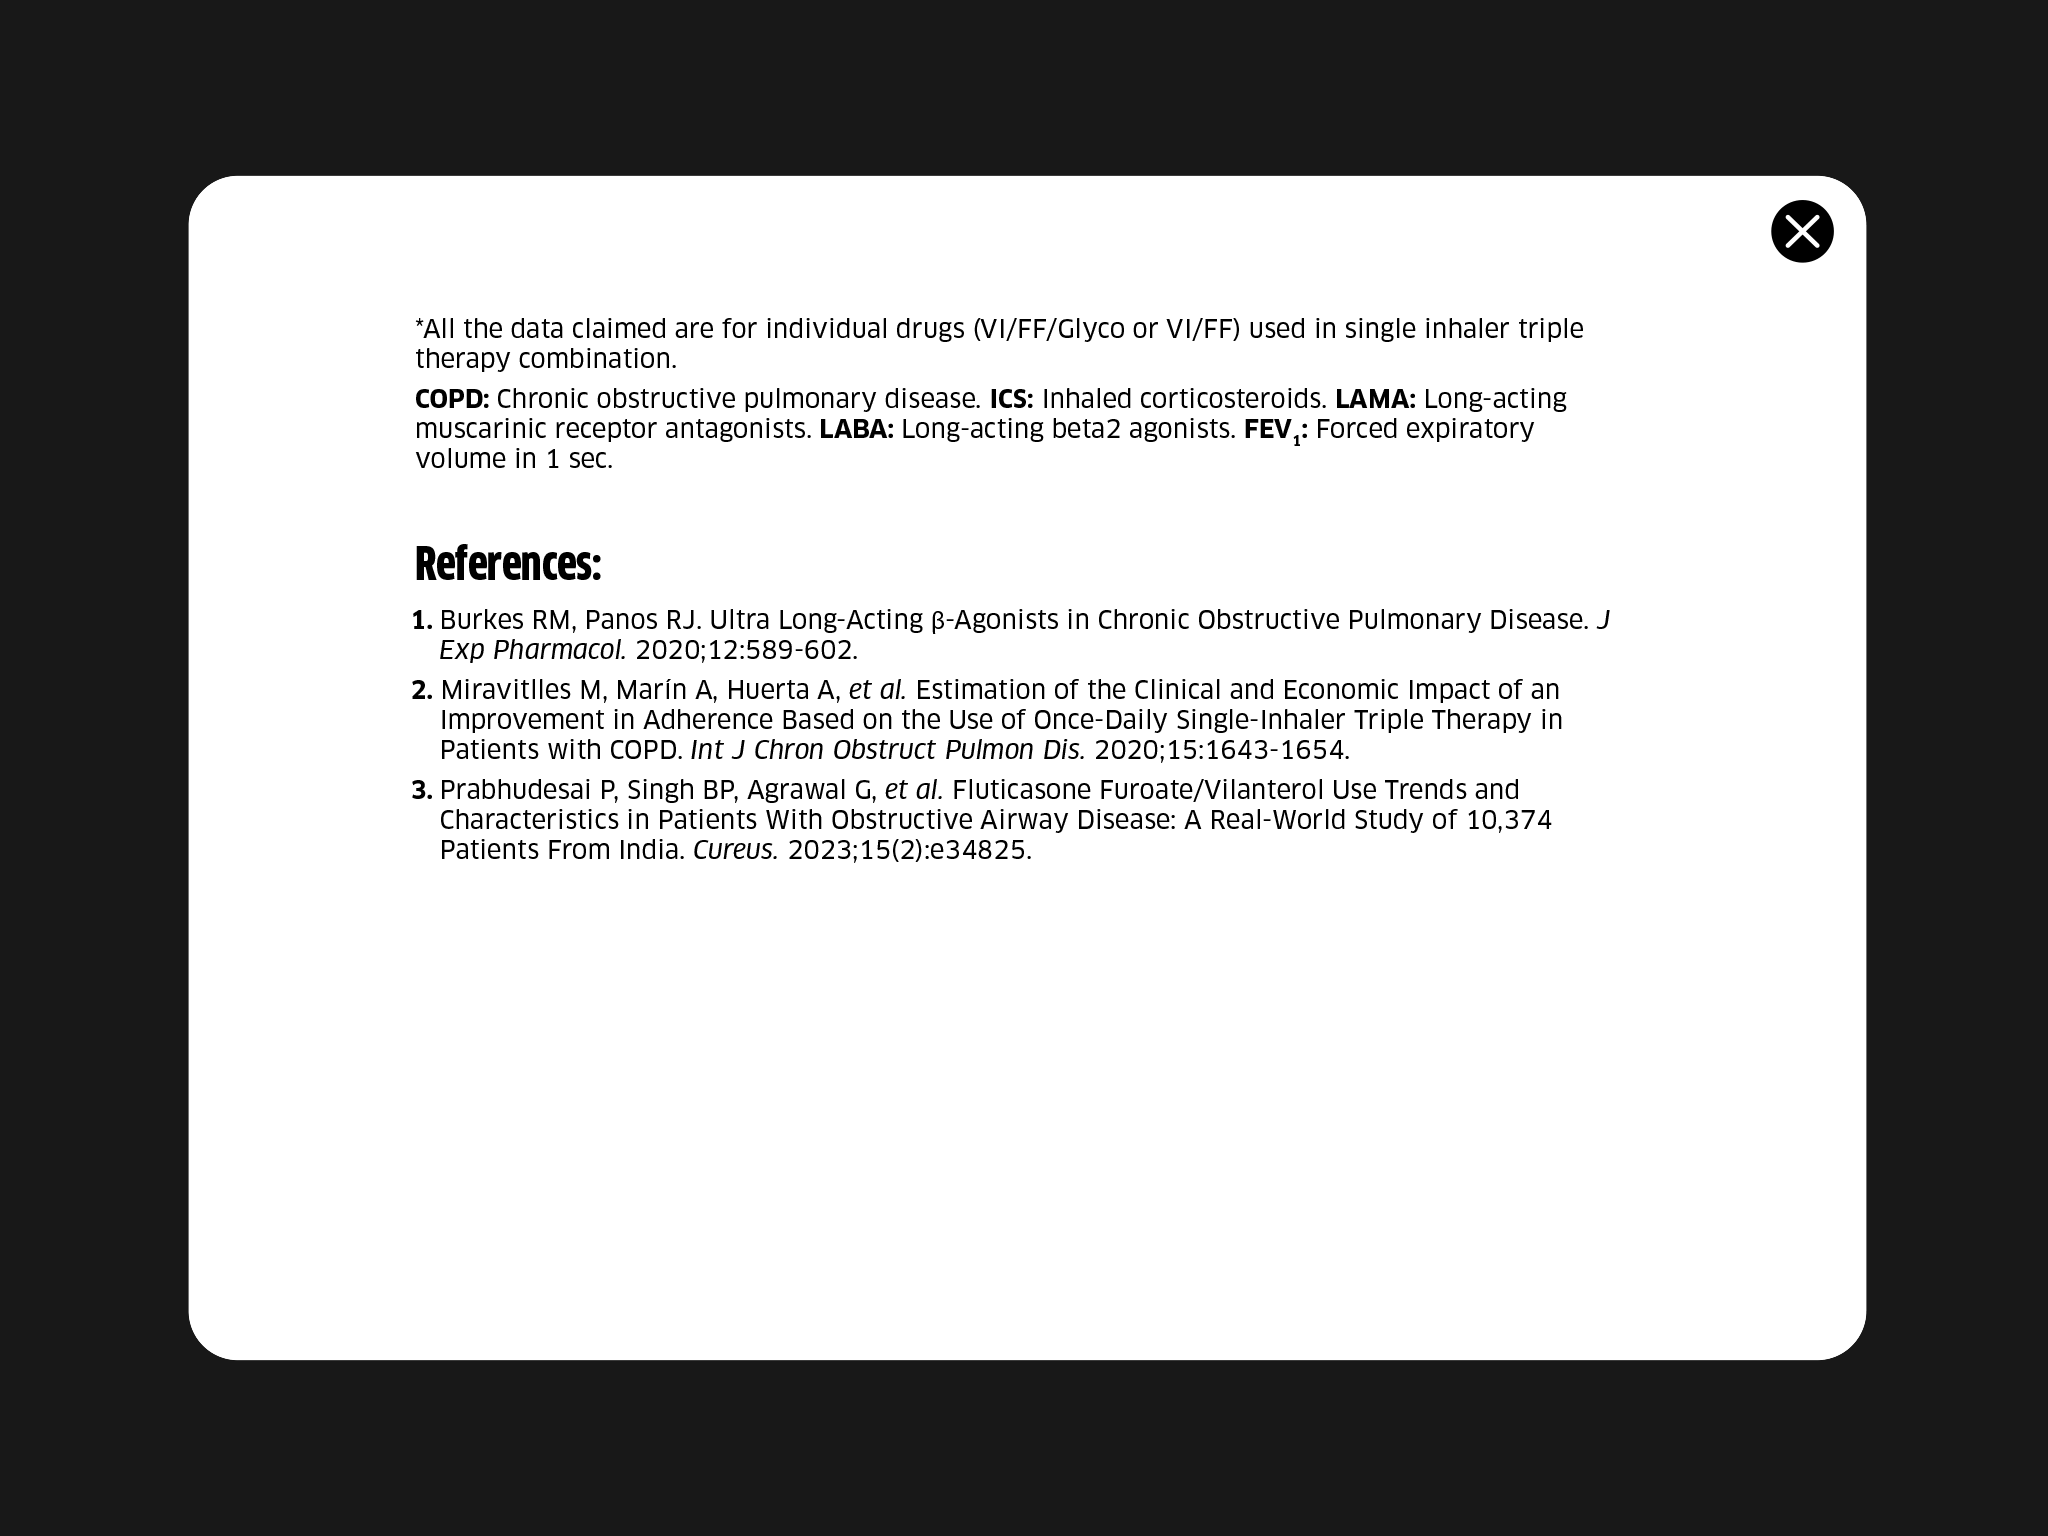 *All the data claimed are for individual drugs (VI/FF/Glyco or VI/FF) used in single inhaler triple
therapy combination.
COPD: Chronic obstructive pulmonary disease. ICS: Inhaled corticosteroids. LAMA: Long-acting
muscarinic receptor antagonists. LABA: Long-acting beta2 agonists. FEV₁: Forced expiratory
volume in 1 sec.
References:
1. Burkes RM, Panos RJ. Ultra Long-Acting β-Agonists in Chronic Obstructive Pulmonary Disease. J
Exp Pharmacol. 2020;12:589-602.
2. Miravitlles M, Marín A, Huerta A, et al. Estimation of the Clinical and Economic Impact of an
Improvement in Adherence Based on the Use of Once-Daily Single-Inhaler Triple Therapy in
Patients with COPD. Int J Chron Obstruct Pulmon Dis. 2020;15:1643-1654.
3. Prabhudesai P, Singh BP, Agrawal G, et al. Fluticasone Furoate/Vilanterol Use Trends and
Characteristics in Patients With Obstructive Airway Disease: A Real-World Study of 10,374
Patients From India. Cureus. 2023;15(2):e34825.